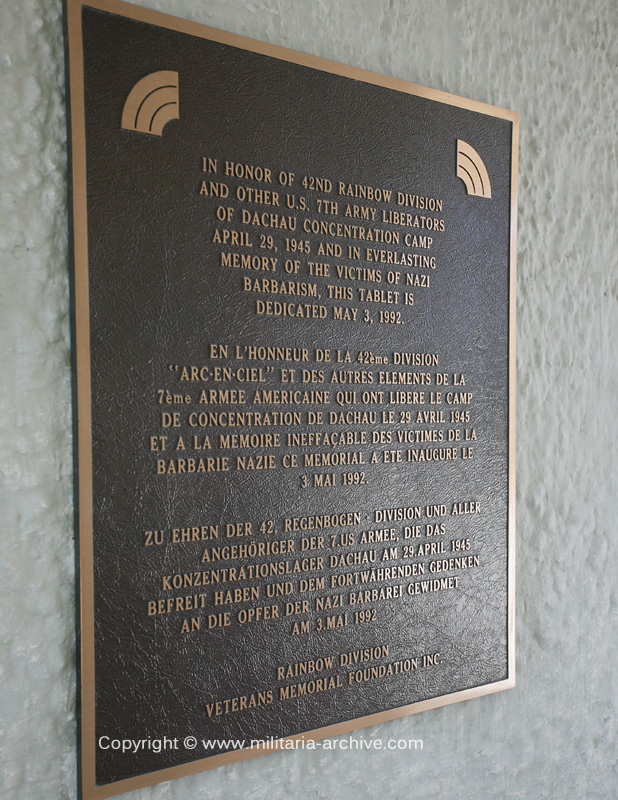 IN HONOR OF 42ND RAINBOW DIVISION
AND OTHER U.S. 7TH ARMY LIBERATORS
OF DACHAU CONCENTRATION CAMP
APRIL 29, 1945 AND IN EVERLASTING
MEMORY OF THE VICTIMS OF NAZI
BARBARISM, THIS TABLET IS
DEDICATED MAY 3, 1992.
EN L'HONNEUR DE LA 42ème DIVISION
"ARC-EN-CIEL" ET DES AUTRES ELEMENTS DE LA
7ème ARMEE AMERICAINE QUI ONT LIBERE LE CAMP
DE CONCENTRATION DE DACHAU LE 29 AVRIL 1945
ET A LA MEMOIRE INEFFAÇABLE DES VICTIMES DE LA
BARBARIE NAZIE CE MEMORIAL A ETE INAUGURE LE
3 MAI 1992.
ZU EHREN DER 42, REGENBOGEN - DIVISION UND ALLER
ANGEHÖRIGER DER 7.US ARMEE, DIE DAS
KONZENTRATIONSLAGER DACHAU AM 29.APRIL 1945
BEFREIT HABEN UND DEM FORTWÄHRENDEN GEDENKEN
AN DIE OPFER DER NAZI BARBAREI GEWIDMET
AM 3.MAI 1992
RAINBOW DIVISION
VETERANS MEMORIAL FOUNDATION INC.
Copyright © www.militaria-archive.com